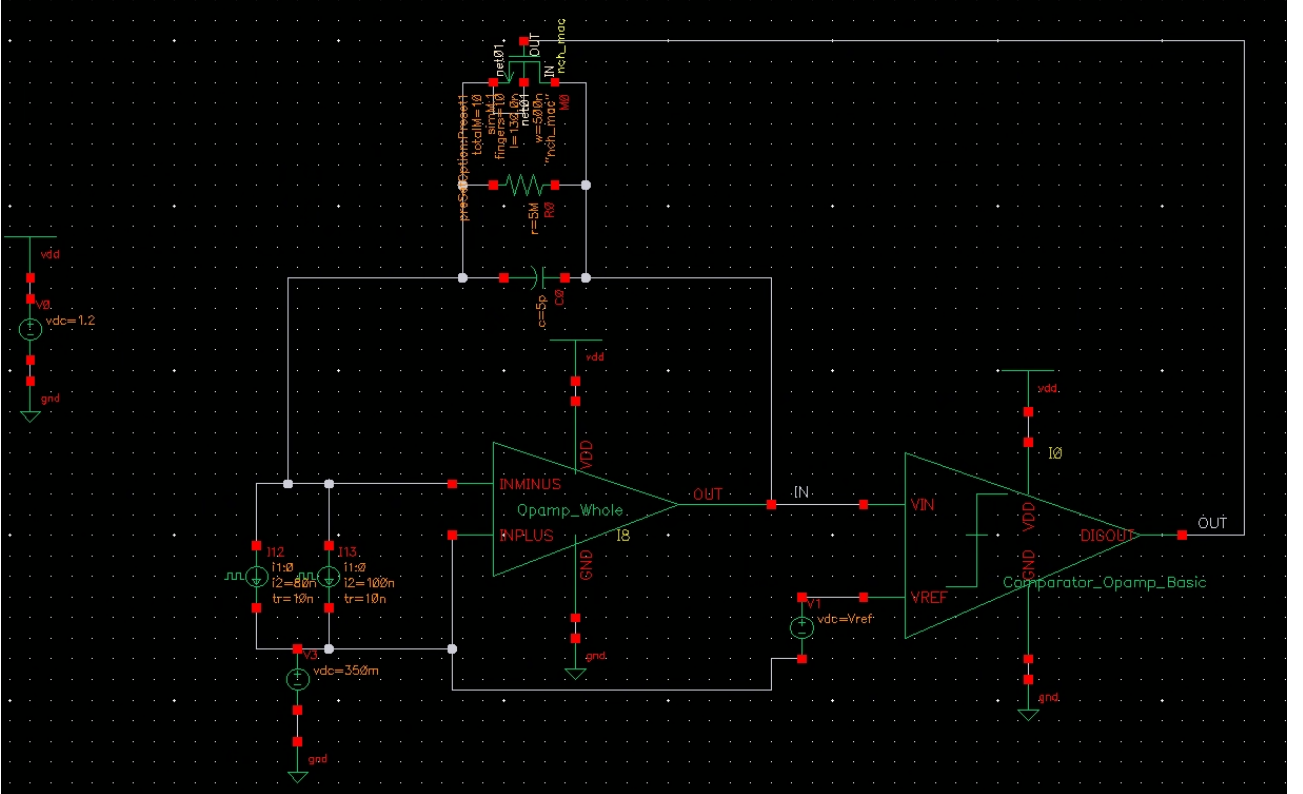 net01
OUT
IN
nch_mac
totalM=10
simM:1
fingers=10
l=130.0n
net01
w=500n
"nch_mac"
M0
r=5M
R0
vdd
V0
vdc=1.2
gnd
c=5p
C0
vdd
VDD
INMINUS
Opamp_Whole
INPLUS
I8
GND
OUT
gnd
I12
i1:0
i2=80n
tr=10n
I13
i1:0
i2=100n
tr=10n
V3
vdc=350m
gnd
IN
vdd
I0
VIN
VDD
DIGOUT
OUT
GND
Comparator_Opamp_Basic
VREF
V1
vdc=Vref
gnd